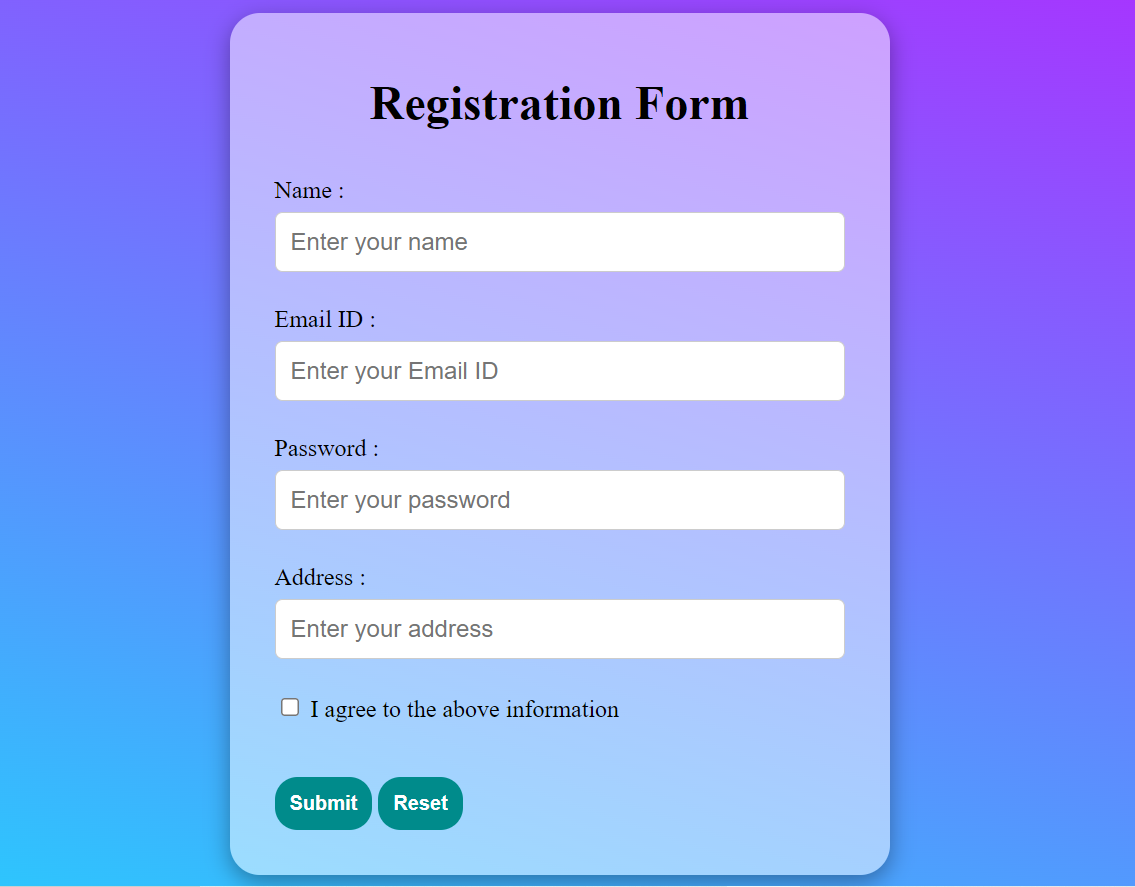 Registration Form
Name :
Enter your name
Email ID :
Enter your Email ID
Password :
Enter your password
Address :
Enter your address
I agree to the above information
Submit Reset